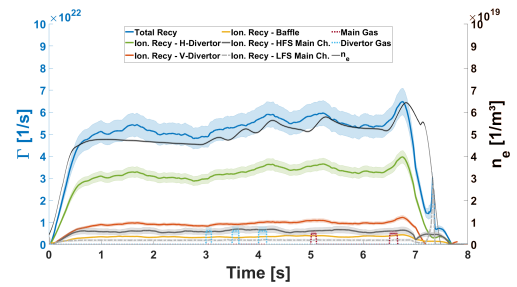 10 ×10²²
×10¹⁹ 10
Total Recy
Ion. Recy - H-Divertor
Ion. Recy - V-Divertor
Ion. Recy - Baffle
Ion. Recy - HFS Main Ch.
Ion. Recy - LFS Main Ch.
Main Gas
Divertor Gas
nₑ
9
8
7
6
5
4
3
2
1
0
Γ [1/s]
9
8
7
6
5
4
3
2
1
0
nₑ [1/m³]
0 1 2 3 4 5 6 7 8
Time [s]